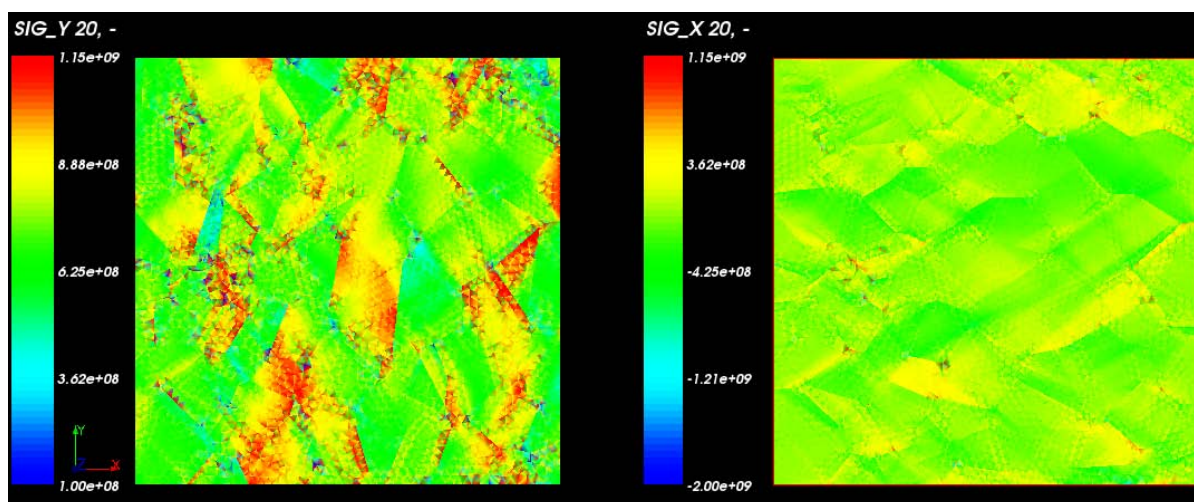 SIG_Y 20, -
1.15e+09
8.88e+08
6.25e+08
3.62e+08
1.00e+08
Y
Z
X
SIG_X 20, -
1.15e+09
3.62e+08
-4.25e+08
-1.21e+09
-2.00e+09